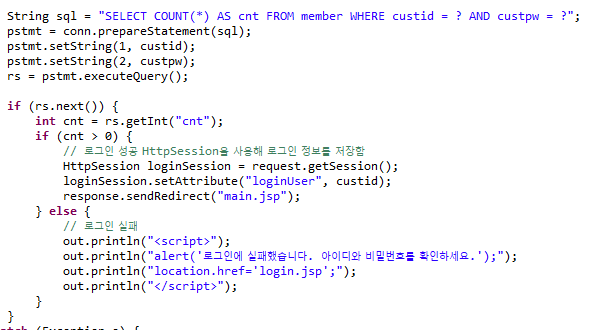 String sql = "SELECT COUNT(*) AS cnt FROM member WHERE custid = ? AND custpw = ?";
pstmt = conn.prepareStatement(sql);
pstmt.setString(1, custid);
pstmt.setString(2, custpw);
rs = pstmt.executeQuery();
if (rs.next()) {
int cnt = rs.getInt("cnt");
if (cnt > 0) {
// 로그인 성공 HttpSession을 사용해 로그인 정보를 저장함
HttpSession loginSession = request.getSession();
loginSession.setAttribute("loginUser", custid);
response.sendRedirect("main.jsp");
} else {
// 로그인 실패
out.println("<script>");
out.println("alert('로그인에 실패했습니다. 아이디와 비밀번호를 확인하세요.');");
out.println("location.href='login.jsp';");
out.println("</script>");
}
}
(Exception e) {